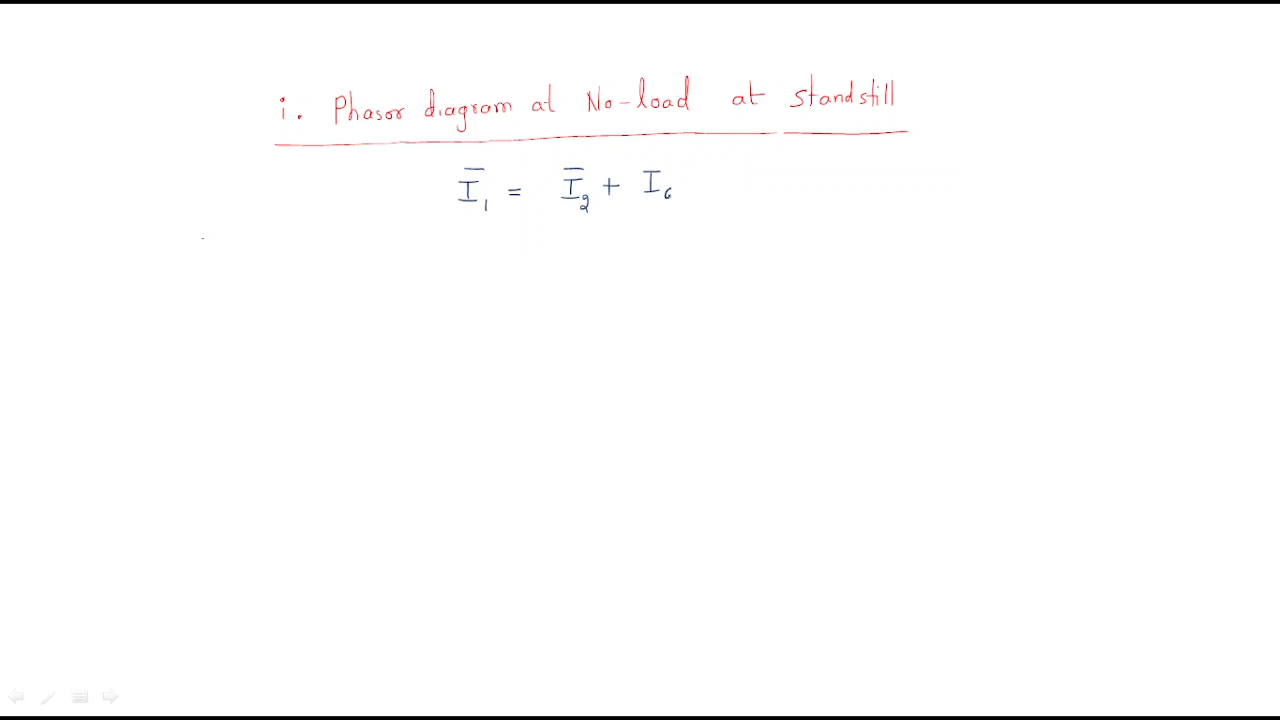 i. Phasor diagram at No-load at standstill
I̅₁ = I̅₂ + I₆